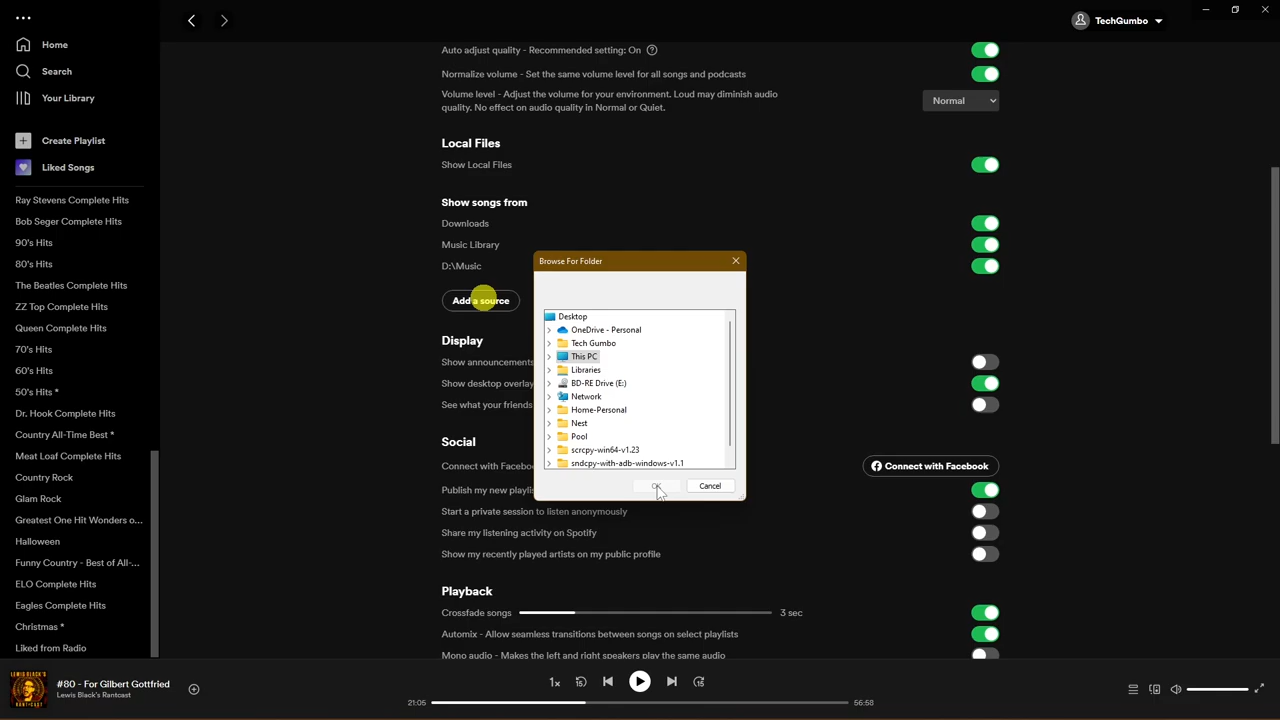 Home
Search
Your Library
Create Playlist
Liked Songs
Ray Stevens Complete Hits
Bob Seger Complete Hits
90's Hits
80's Hits
The Beatles Complete Hits
ZZ Top Complete Hits
Queen Complete Hits
70's Hits
60's Hits
50's Hits *
Dr. Hook Complete Hits
Country All-Time Best *
Meat Loaf Complete Hits
Country Rock
Glam Rock
Greatest One Hit Wonders o...
Halloween
Funny Country - Best of All-...
ELO Complete Hits
Eagles Complete Hits
Christmas *
Liked from Radio
TechGumbo
Auto adjust quality - Recommended setting: On
Normalize volume - Set the same volume level for all songs and podcasts
Volume level - Adjust the volume for your environment. Loud may diminish audio
quality. No effect on audio quality in Normal or Quiet.
Normal
Local Files
Show Local Files
Show songs from
Downloads
Music Library
D:\Music
Add a source
Browse For Folder
Desktop
OneDrive - Personal
Tech Gumbo
This PC
Libraries
BD-RE Drive (E:)
Network
Home-Personal
Nest
Pool
scrcpy-win64-v1.23
sndcpy-with-adb-windows-v1.1
OK
Cancel
Display
Show announcements
Show desktop overlay
See what your friends
Social
Connect with Faceboo
Connect with Facebook
Publish my new playlis
Start a private session to listen anonymously
Share my listening activity on Spotify
Show my recently played artists on my public profile
Playback
Crossfade songs
3 sec
Automix - Allow seamless transitions between songs on select playlists
Mono audio - Makes the left and right speakers play the same audio
#80 - For Gilbert Gottfried
Lewis Black's Rantcast
1x
15
15
21:05
56:58